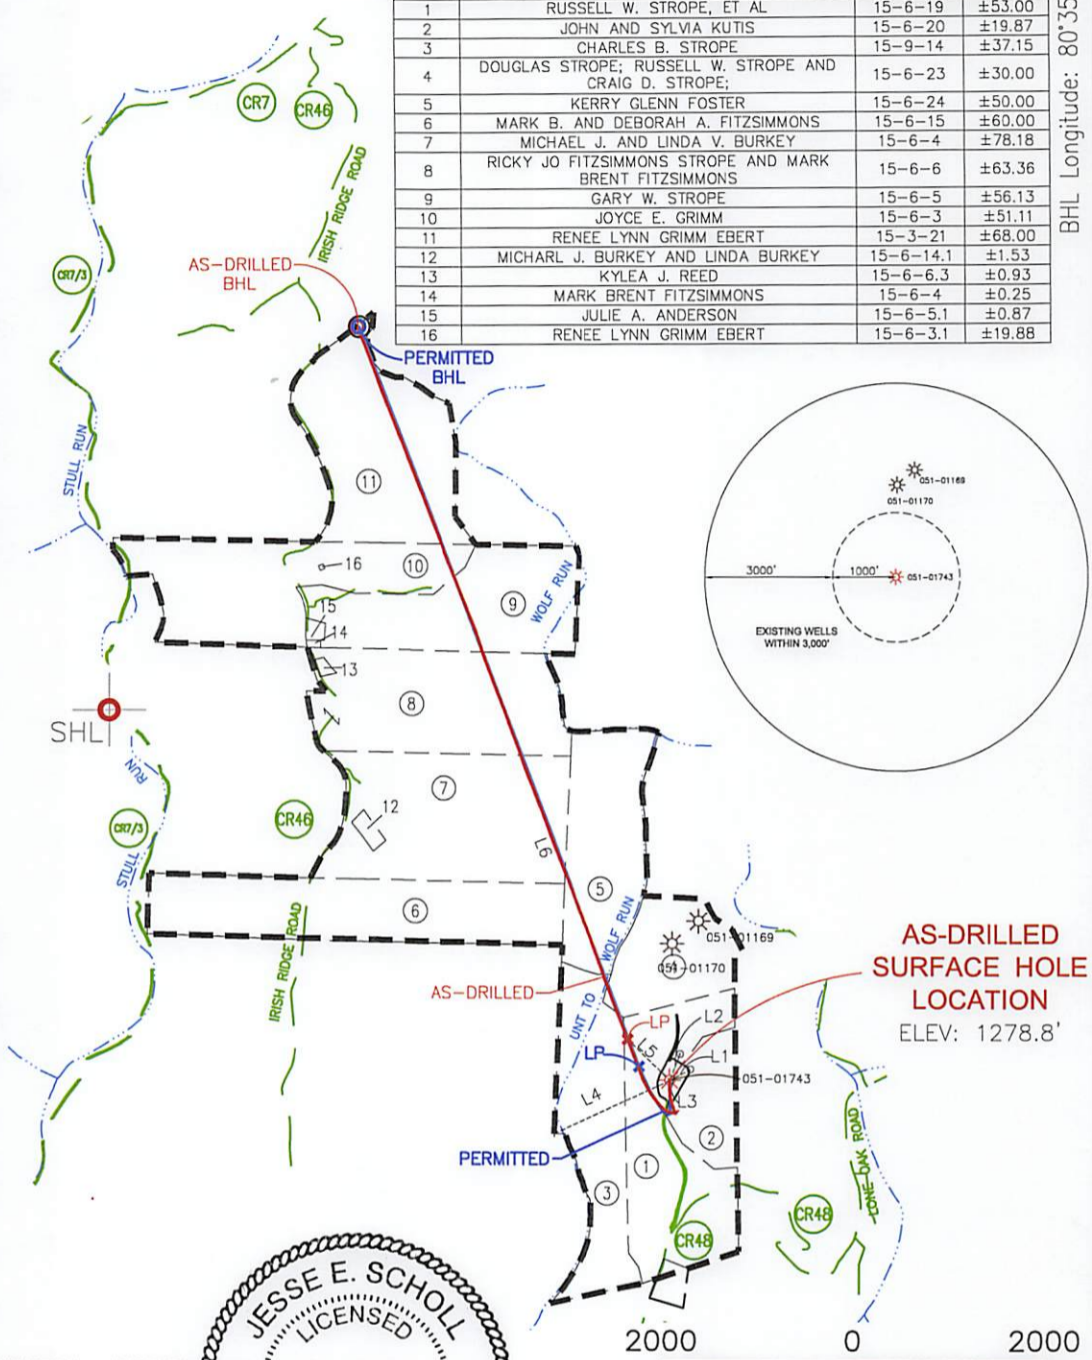 1 RUSSELL W. STROPE, ET AL 15-6-19 ±53.00
2 JOHN AND SYLVIA KUTIS 15-6-20 ±19.87
3 CHARLES B. STROPE 15-9-14 ±37.15
4 DOUGLAS STROPE; RUSSELL W. STROPE AND CRAIG D. STROPE; 15-6-23 ±30.00
5 KERRY GLENN FOSTER 15-6-24 ±50.00
6 MARK B. AND DEBORAH A. FITZSIMMONS 15-6-15 ±60.00
7 MICHAEL J. AND LINDA V. BURKEY 15-6-4 ±78.18
8 RICKY JO FITZSIMMONS STROPE AND MARK BRENT FITZSIMMONS 15-6-6 ±63.36
9 GARY W. STROPE 15-6-5 ±56.13
10 JOYCE E. GRIMM 15-6-3 ±51.11
11 RENEE LYNN GRIMM EBERT 15-3-21 ±68.00
12 MICHARL J. BURKEY AND LINDA BURKEY 15-6-14.1 ±1.53
13 KYLEA J. REED 15-6-6.3 ±0.93
14 MARK BRENT FITZSIMMONS 15-6-4 ±0.25
15 JULIE A. ANDERSON 15-6-5.1 ±0.87
16 RENEE LYNN GRIMM EBERT 15-6-3.1 ±19.88
BHL Longitude: 80°35
CR7
CR46
IRISH RIDGE ROAD
CR7/3
AS-DRILLED
BHL
PERMITTED
BHL
STULL RUN
11
10
16
9
WOLF RUN
15
14
13
8
SHL
7
12
RUN
STULL
CR7/3
CR46
L6
5
6
IRISH RIDGE ROAD
WOLF RUN
UNT TO
051-01169
4
051-01170
AS-DRILLED
LP
LP
L5
L2
L1
L4
L3
051-01743
PERMITTED
1
2
3
CR48
CR48
LONE OAK ROAD
AS-DRILLED
SURFACE HOLE
LOCATION
ELEV: 1278.8'
051-01169
051-01170
3000'
1000'
051-01743
EXISTING WELLS
WITHIN 3,000'
JESSE E. SCHOLL
LICENSED
2000 0 2000